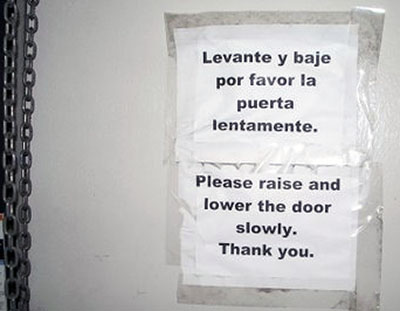 Levante y baje
por favor la
puerta
lentamente.
Please raise and
lower the door
slowly.
Thank you.